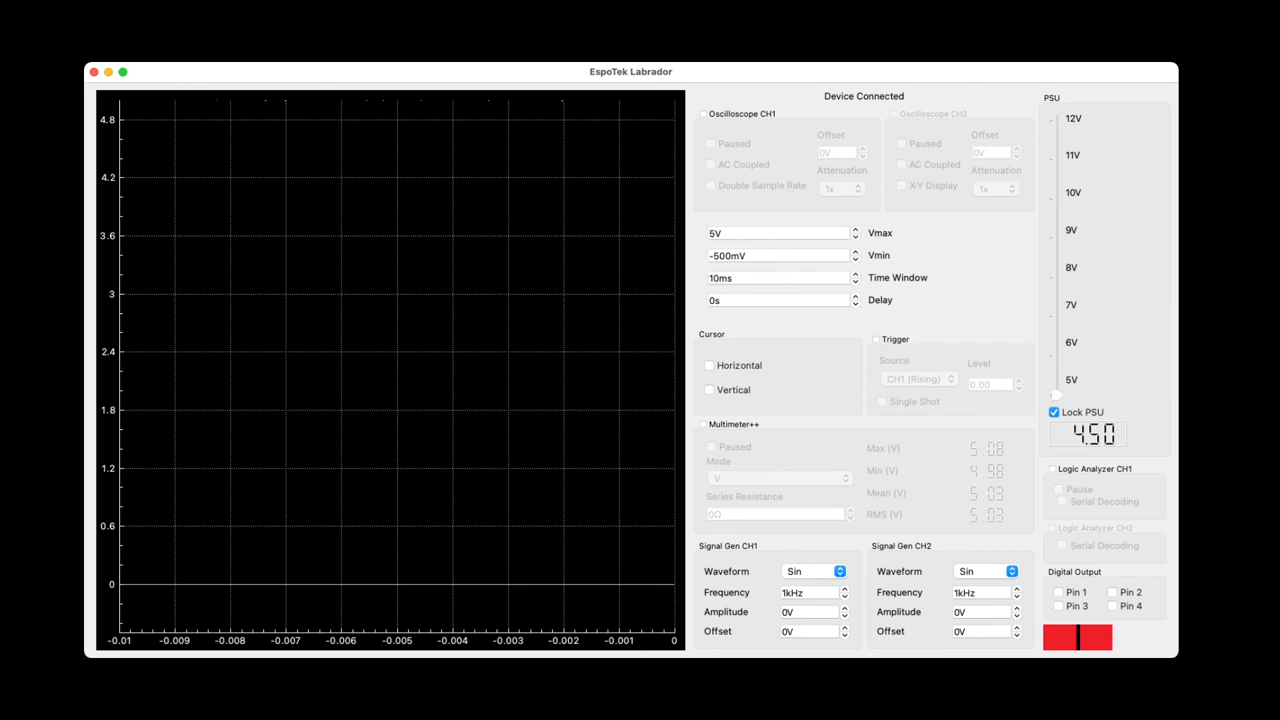 EspoTek Labrador
4.8
4.2
3.6
3
2.4
1.8
1.2
0.6
0
-0.01 -0.009 -0.008 -0.007 -0.006 -0.005 -0.004 -0.003 -0.002 -0.001 0
Device Connected
Oscilloscope CH1
Paused
AC Coupled
Double Sample Rate
Offset
0V
Attenuation
1x
Oscilloscope CH2
Paused
AC Coupled
X-Y Display
Offset
0V
Attenuation
1x
5V Vmax
-500mV Vmin
10ms Time Window
0s Delay
Cursor
Horizontal
Vertical
Trigger
Source
CH1 (Rising)
Single Shot
Level
0.00
Multimeter++
Paused
Mode
V
Series Resistance
0Ω
Max (V) 5.08
Min (V) 4.98
Mean (V) 5.03
RMS (V) 5.03
Signal Gen CH1
Waveform Sin
Frequency 1kHz
Amplitude 0V
Offset 0V
Signal Gen CH2
Waveform Sin
Frequency 1kHz
Amplitude 0V
Offset 0V
PSU
12V
11V
10V
9V
8V
7V
6V
5V
Lock PSU
4.50
Logic Analyzer CH1
Pause
Serial Decoding
Logic Analyzer CH2
Serial Decoding
Digital Output
Pin 1 Pin 2
Pin 3 Pin 4